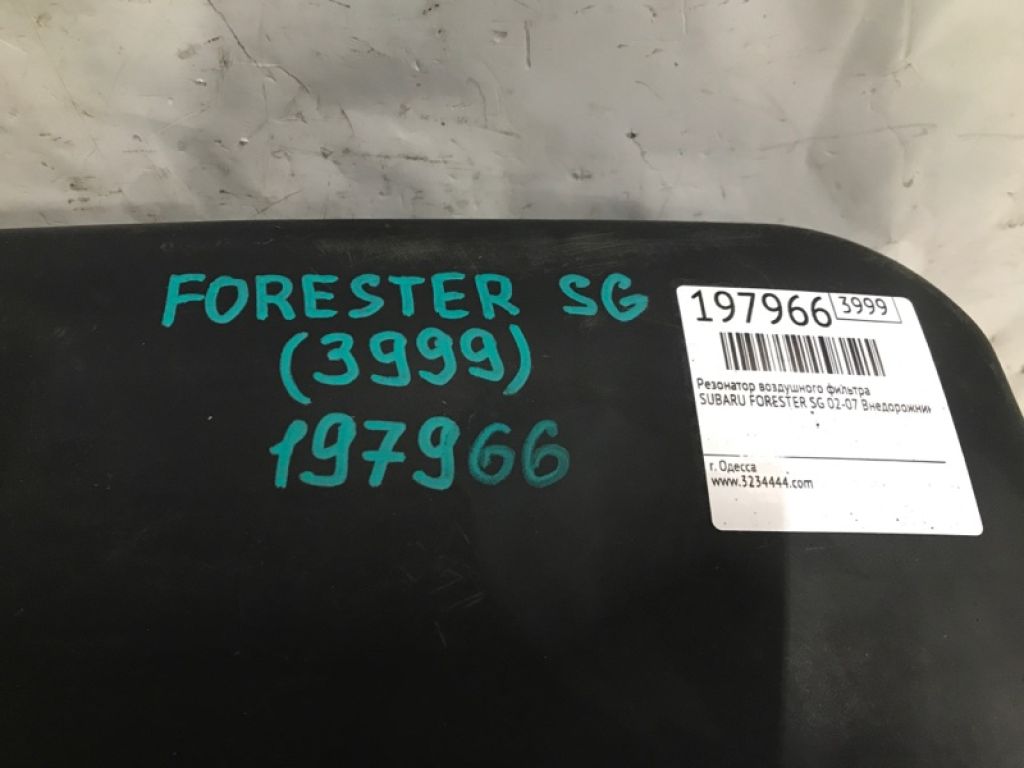 FORESTER SG
(3999)
197966
197966 3999
Резонатор воздушного фильтра
SUBARU FORESTER SG 02-07 Внедорожник
г. Одесса
www.3234444.com